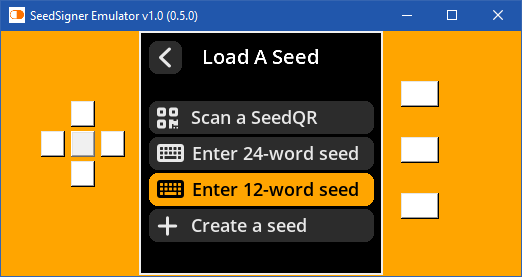 SeedSigner Emulator v1.0 (0.5.0)
Load A Seed
Scan a SeedQR
Enter 24-word seed
Enter 12-word seed
Create a seed